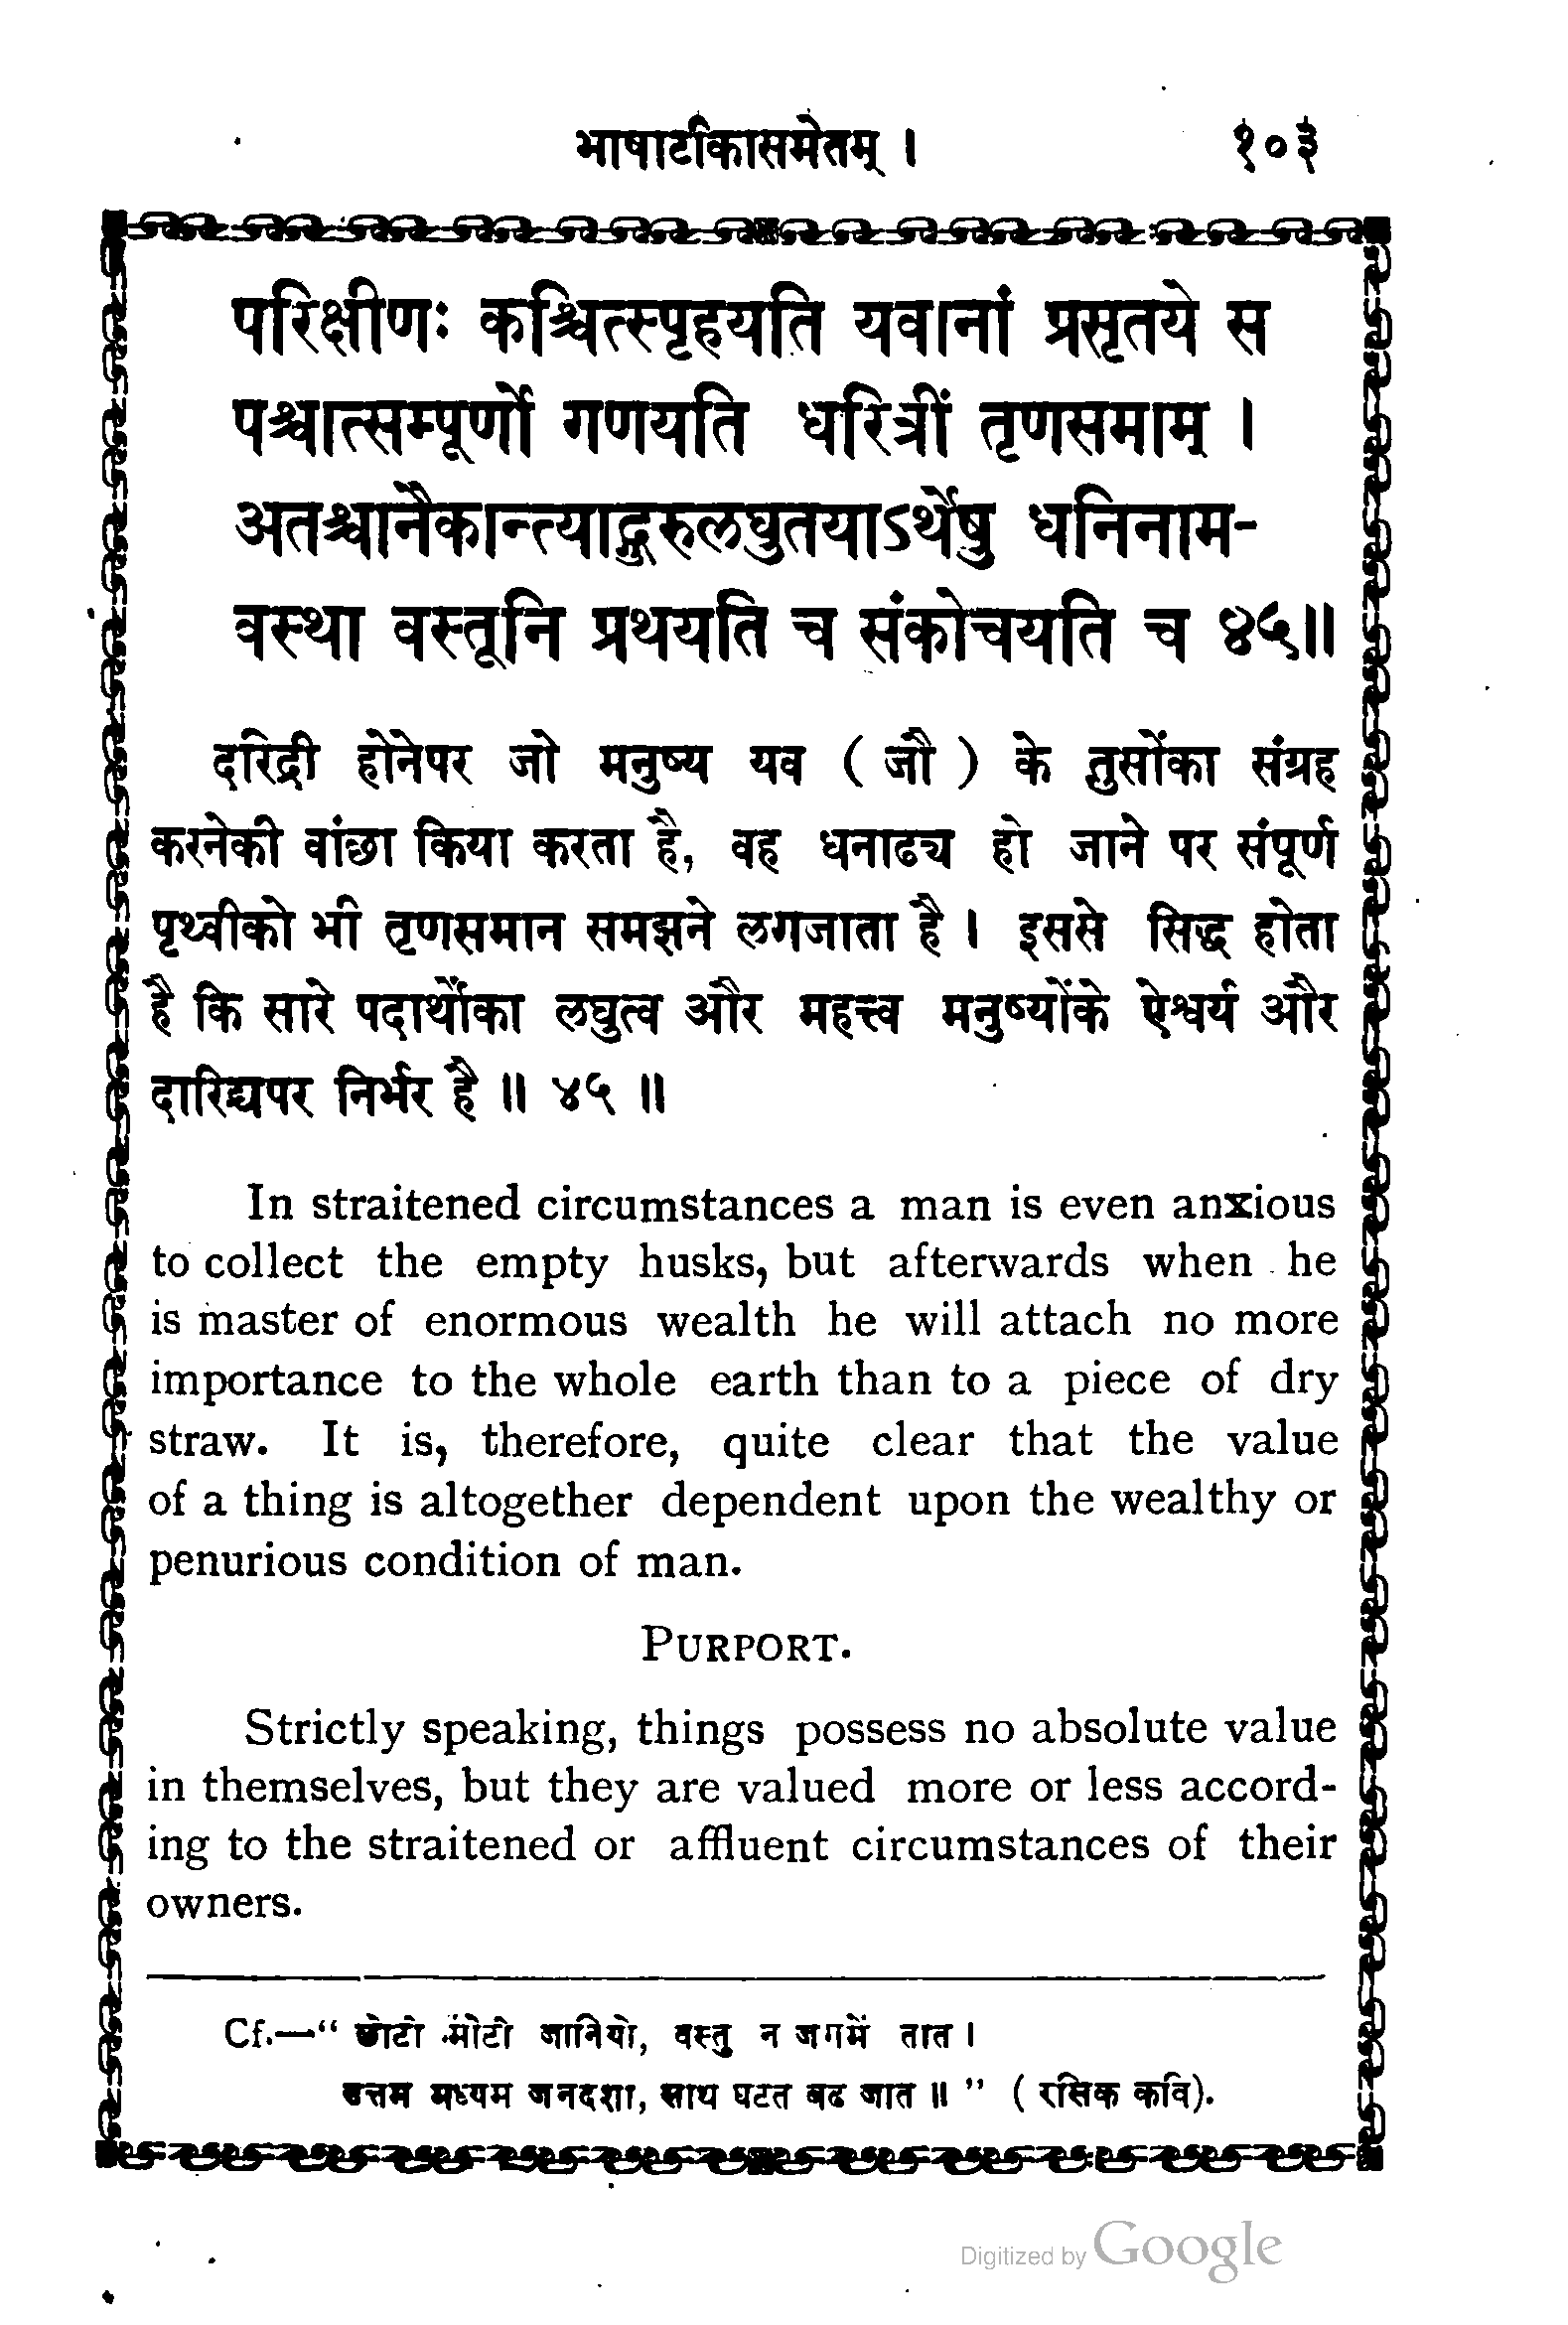 भाषाटीकासमेतम् । १०३
परिक्षीणः कश्चित्स्पृहयति यवानां प्रसृतये स
पश्चात्सम्पूर्णो गणयति धरित्रीं तृणसमाम् ।
अतश्चानैकान्त्याद्गुरुलघुतयाऽर्थेषु धनिनाम-
वस्था वस्तूनि प्रथयति च संकोचयति च ४५॥
दरिद्री होनेपर जो मनुष्य यव ( जौ ) के तुसोंका संग्रह
करनेकी वांछा किया करता है, वह धनाढ्य हो जाने पर संपूर्ण
पृथ्वीको भी तृणसमान समझने लगजाता है । इससे सिद्ध होता
है कि सारे पदार्थोंका लघुत्व और महत्त्व मनुष्योंके ऐश्वर्य और
दारिद्यपर निर्भर है ॥ ४५ ॥
In straitened circumstances a man is even anxious
to collect the empty husks, but afterwards when he
is master of enormous wealth he will attach no more
importance to the whole earth than to a piece of dry
straw. It is, therefore, quite clear that the value
of a thing is altogether dependent upon the wealthy or
penurious condition of man.
PURPORT.
Strictly speaking, things possess no absolute value
in themselves, but they are valued more or less accord-
ing to the straitened or affluent circumstances of their
owners.
Cf.—“ छोटी मोटी जानियो, वस्तु न जगमें तात ।
उत्तम मध्यम जनदशा, साथ घटत बढ जात ॥ ” ( रसिक कवि).
Digitized by Google